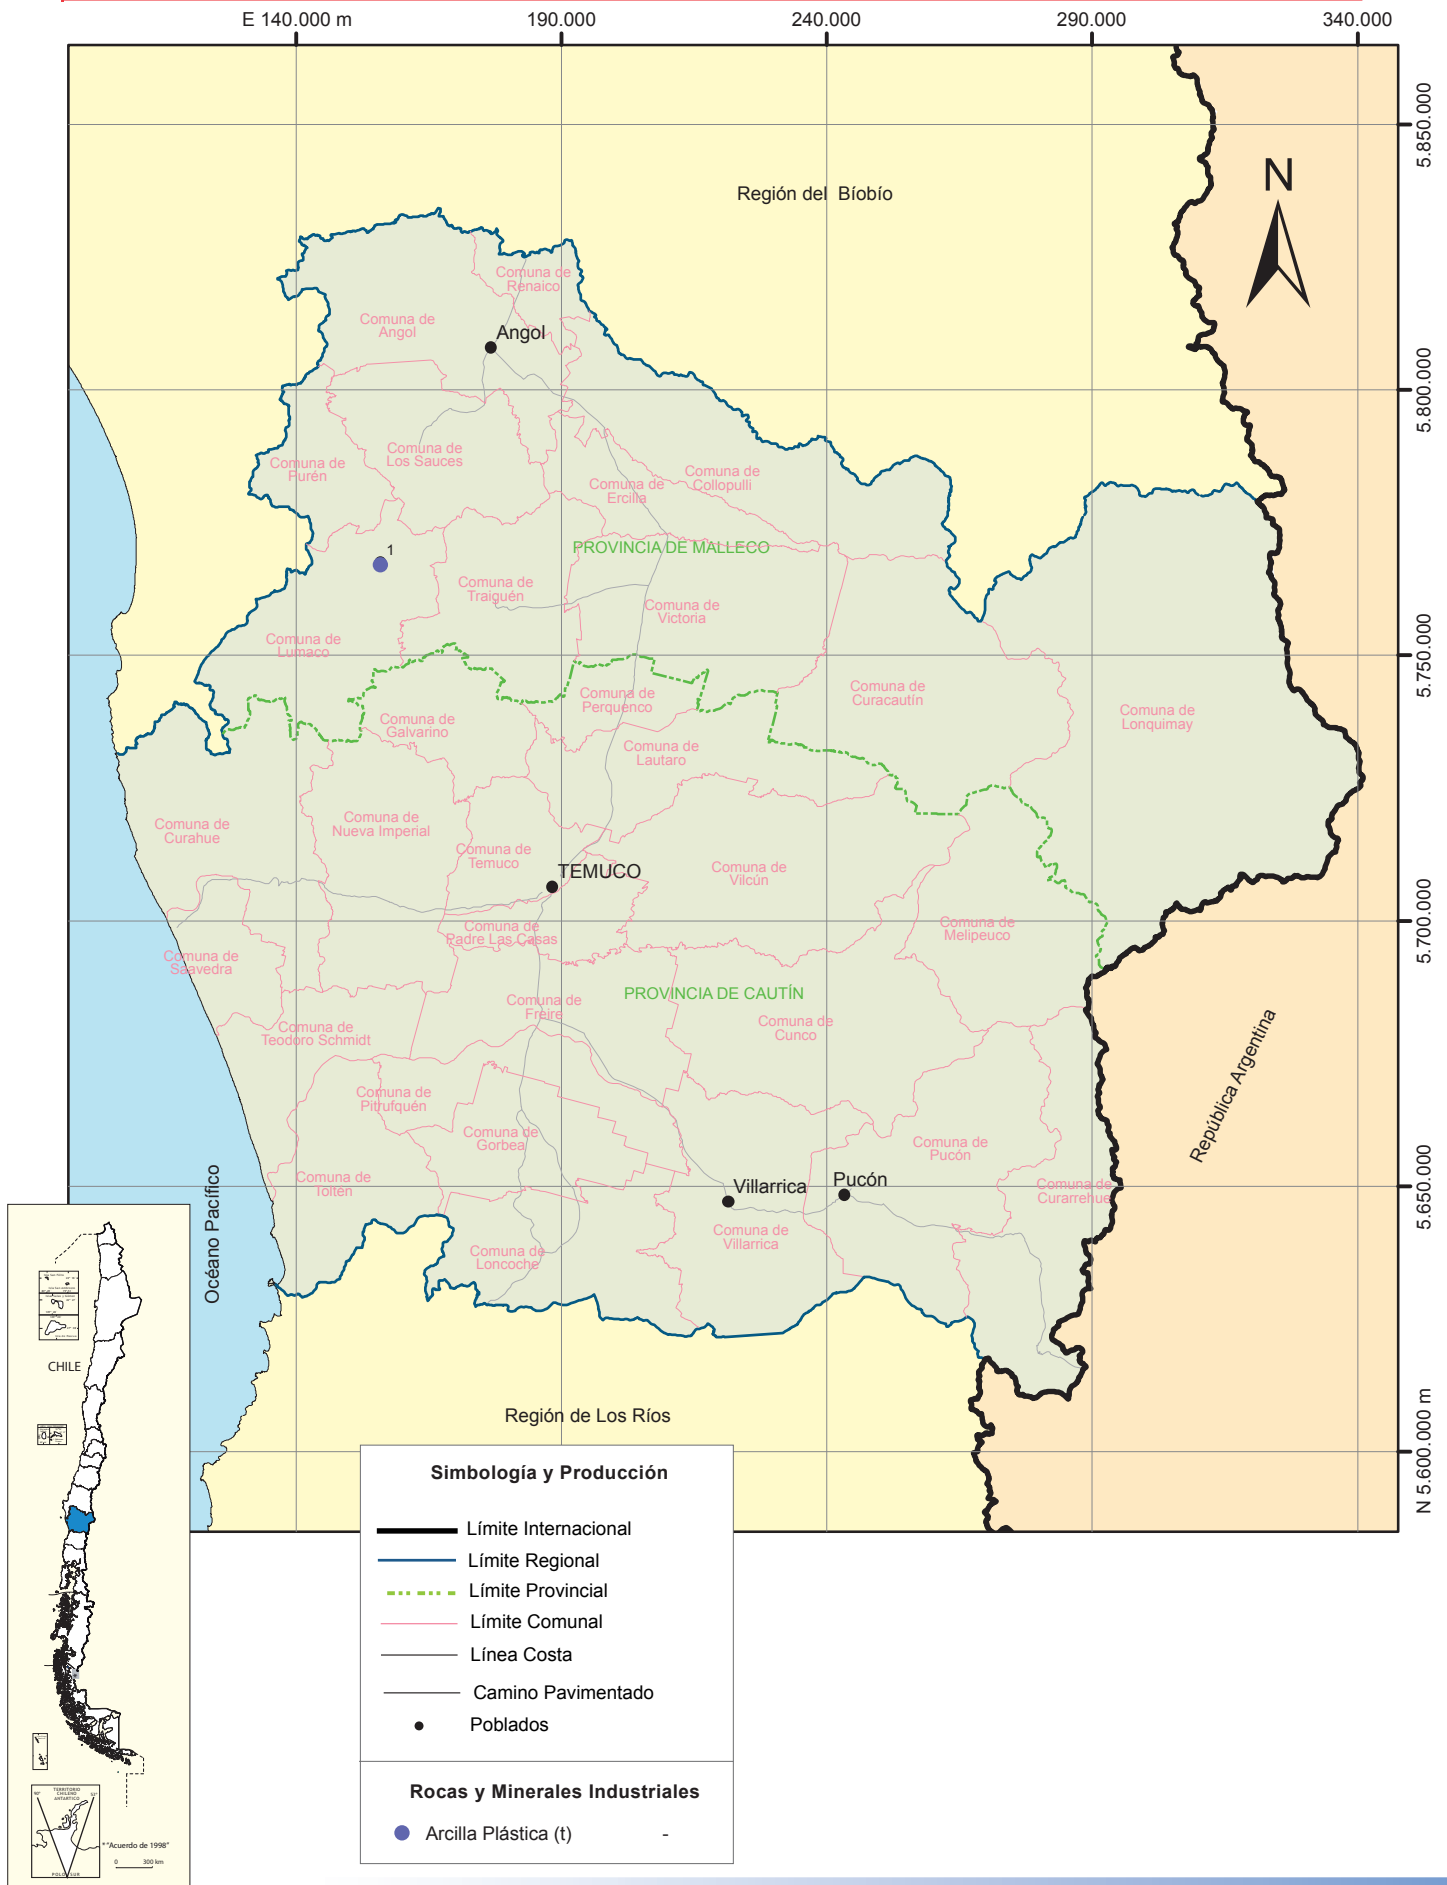 E 140.000 m
190.000
240.000
290.000
340.000
5.850.000
5.800.000
5.750.000
5.700.000
5.650.000
N 5.600.000 m
N
Región del Bíobío
Comuna de
Renaico
Comuna de
Angol
Angol
Comuna de
Los Sauces
Comuna de
Purén
Comuna de
Collopulli
Comuna de
Ercilla
1
PROVINCIA DE MALLECO
Comuna de
Traiguén
Comuna de
Victoria
Comuna de
Lumaco
Comuna de
Galvarino
Comuna de
Perquenco
Comuna de
Curacautín
Comuna de
Lonquimay
Comuna de
Lautaro
Comuna de
Curahue
Comuna de
Nueva Imperial
Comuna de
Temuco
TEMUCO
Comuna de
Vilcún
Comuna de
Padre Las Casas
Comuna de
Melipeuco
Comuna de
Saavedra
PROVINCIA DE CAUTÍN
Comuna de
Freire
Comuna de
Cunco
Comuna de
Teodoro Schmidt
Comuna de
Pitrufquén
Comuna de
Gorbea
Comuna de
Pucón
Comuna de
Toltén
Villarrica
Pucón
Comuna de
Curarrehue
Comuna de
Villarrica
Comuna de
Loncoche
República Argentina
Océano Pacífico
Región de Los Ríos
CHILE
TERRITORIO
CHILENO
ANTARTICO
90°
53°
POLO SUR
"Acuerdo de 1998"
0 300 km
Simbología y Producción
Límite Internacional
Límite Regional
Límite Provincial
Límite Comunal
Línea Costa
Camino Pavimentado
Poblados
Rocas y Minerales Industriales
Arcilla Plástica (t) -